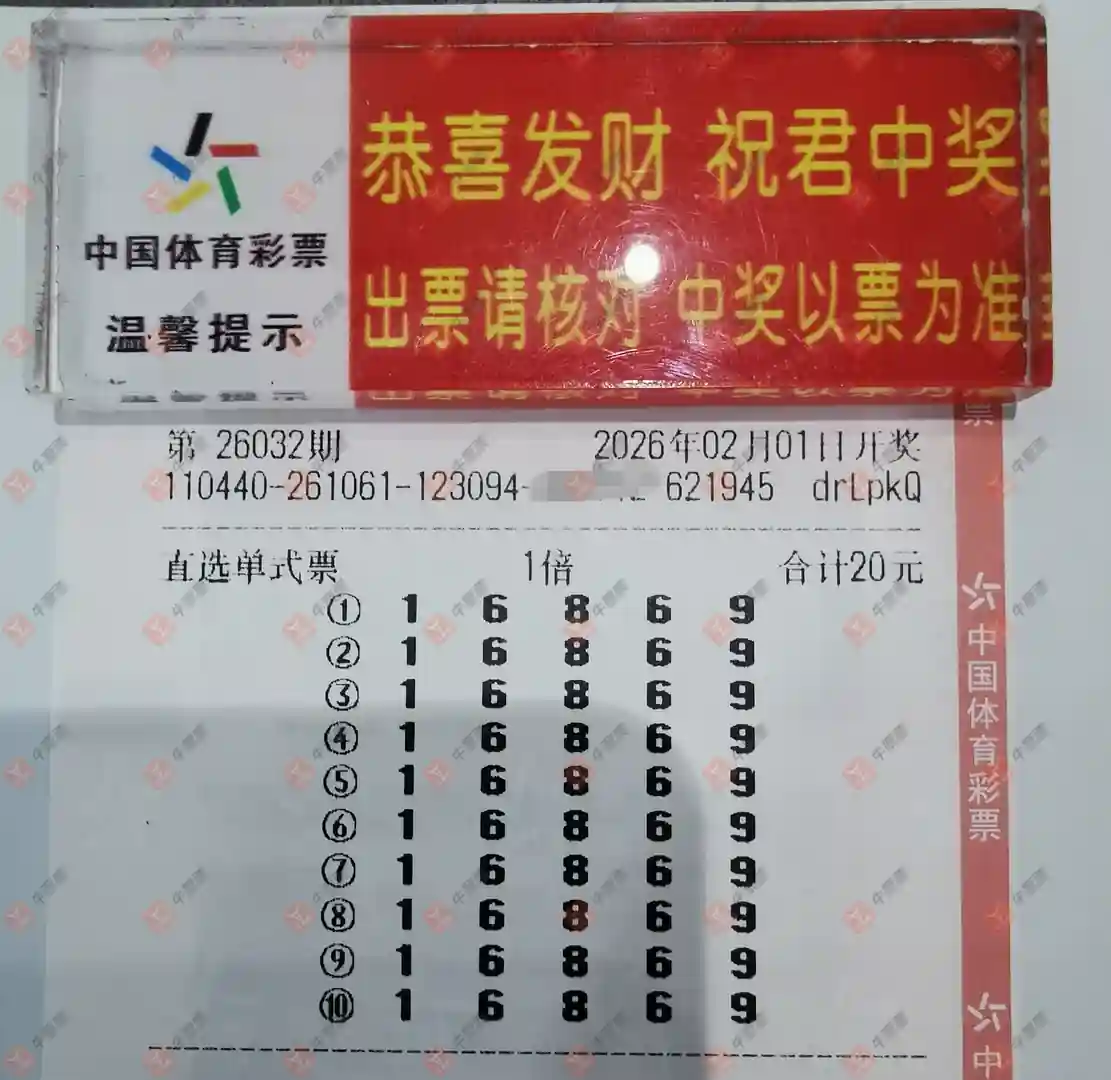 恭喜发财 祝君中奖
中国体育彩票
出票请核对 中奖以票为准
温馨提示
第 26032期 2026年02月01日开奖
110440-261061-123094- 621945 drLpkQ
直选单式票 1倍 合计20元
① 1 6 8 6 9
② 1 6 8 6 9
③ 1 6 8 6 9
④ 1 6 8 6 9
⑤ 1 6 8 6 9
⑥ 1 6 8 6 9
⑦ 1 6 8 6 9
⑧ 1 6 8 6 9
⑨ 1 6 8 6 9
⑩ 1 6 8 6 9
票
中国体育彩票
中